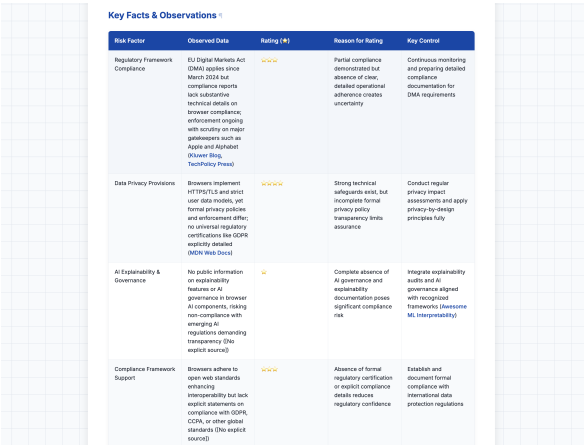 Key Facts & Observations ¶
Risk Factor
Observed Data
Rating (⭐)
Reason for Rating
Key Control
Regulatory Framework
Compliance
EU Digital Markets Act
(DMA) applies since
March 2024 but
compliance reports
lack substantive
technical details on
browser compliance;
enforcement ongoing
with scrutiny on major
gatekeepers such as
Apple and Alphabet
(Kluwer Blog,
TechPolicy Press)
⭐⭐⭐
Partial compliance
demonstrated but
absence of clear,
detailed operational
adherence creates
uncertainty
Continuous monitoring
and preparing detailed
compliance
documentation for
DMA requirements
Data Privacy Provisions
Browsers implement
HTTPS/TLS and strict
user data models, yet
formal privacy policies
and enforcement differ;
no universal regulatory
certifications like GDPR
explicitly detailed
(MDN Web Docs)
⭐⭐⭐⭐
Strong technical
safeguards exist, but
incomplete formal
privacy policy
transparency limits
assurance
Conduct regular
privacy impact
assessments and apply
privacy-by-design
principles fully
AI Explainability &
Governance
No public information
on explainability
features or AI
governance in browser
AI components, risking
non-compliance with
emerging AI
regulations demanding
transparency ([No
explicit source])
⭐
Complete absence of
AI governance and
explainability
documentation poses
significant compliance
risk
Integrate explainability
audits and AI
governance aligned
with recognized
frameworks (Awesome
ML Interpretability)
Compliance Framework
Support
Browsers adhere to
open web standards
enhancing
interoperability but lack
explicit statements on
compliance with GDPR,
CCPA, or other global
standards ([No explicit
source])
⭐⭐⭐
Absence of formal
regulatory certification
or explicit compliance
details reduces
regulatory confidence
Establish and
document formal
compliance with
international data
protection regulations